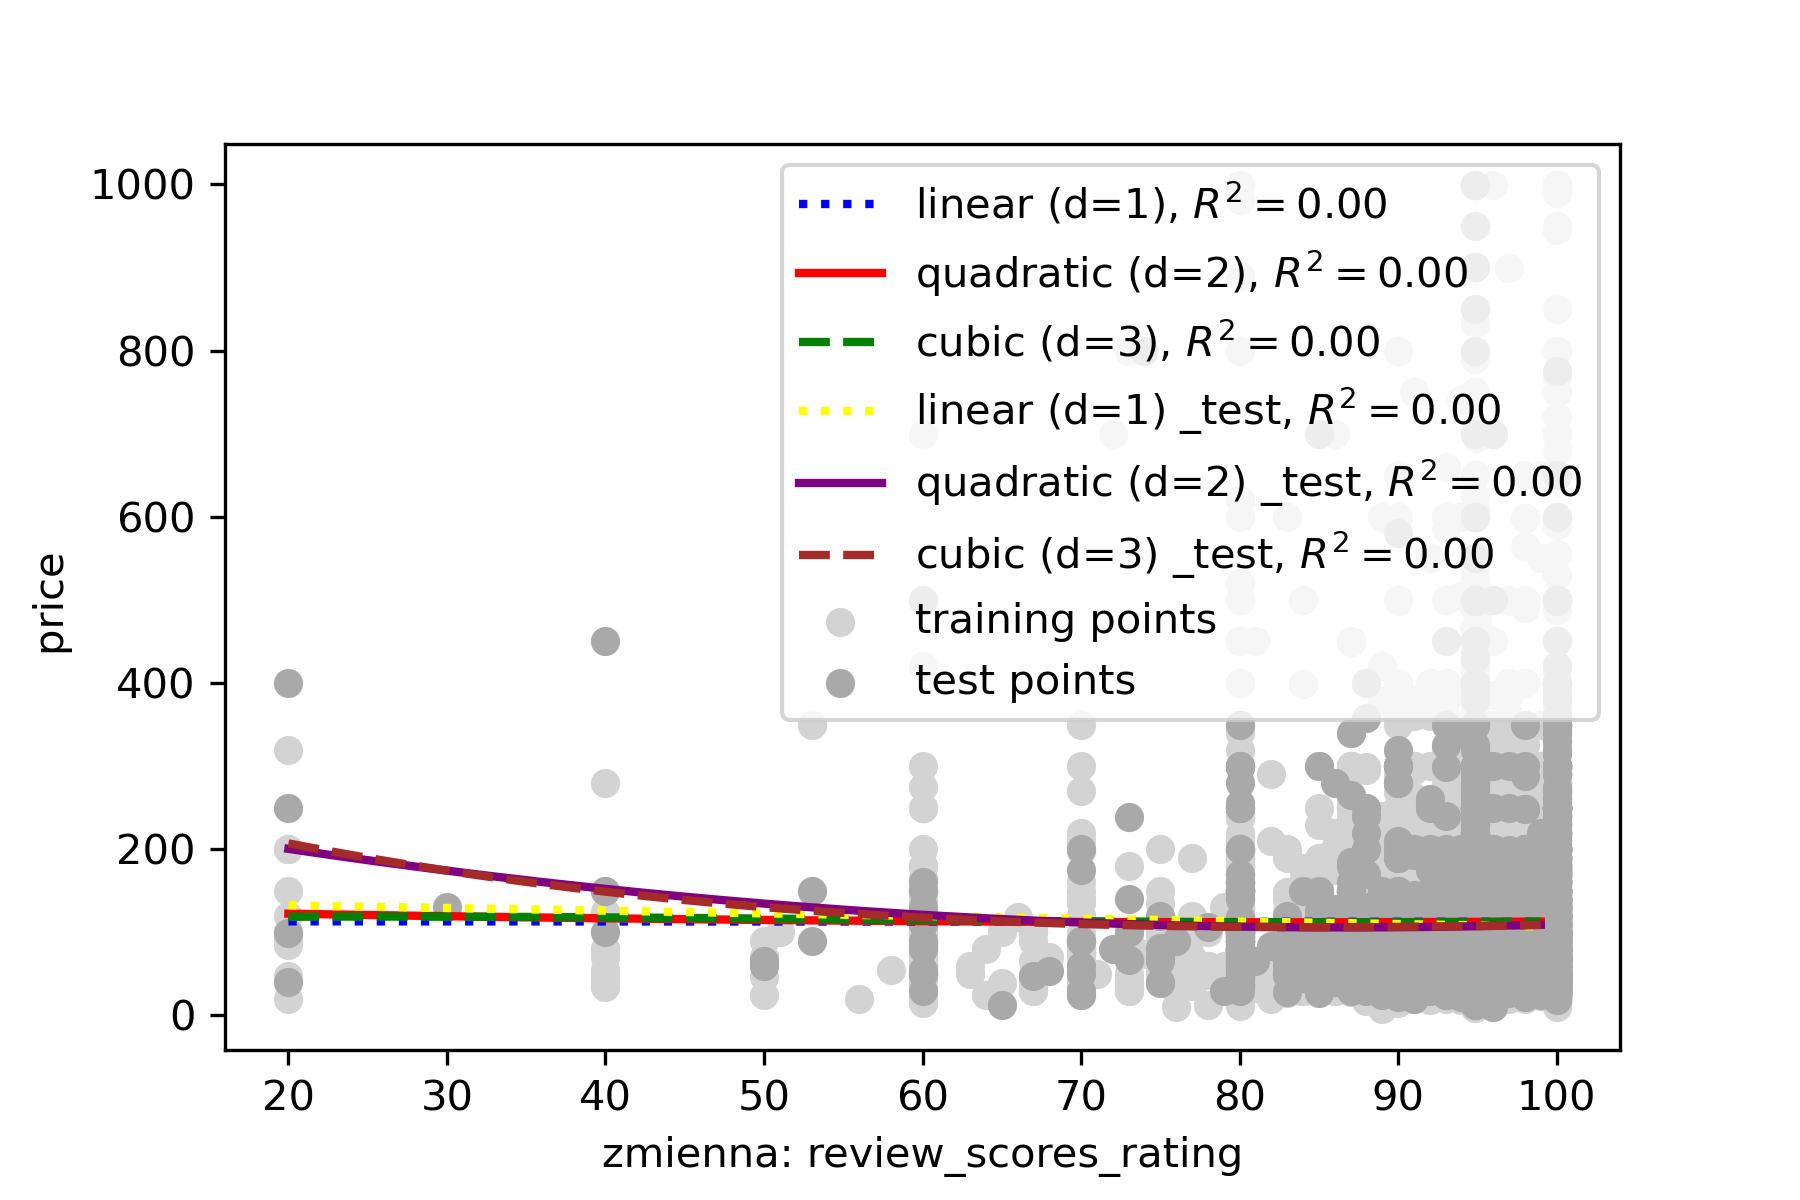 1000
800
600
400
200
0
price
linear (d=1), R² = 0.00
quadratic (d=2), R² = 0.00
cubic (d=3), R² = 0.00
linear (d=1) _test, R² = 0.00
quadratic (d=2) _test, R² = 0.00
cubic (d=3) _test, R² = 0.00
training points
test points
20 30 40 50 60 70 80 90 100
zmienna: review_scores_rating